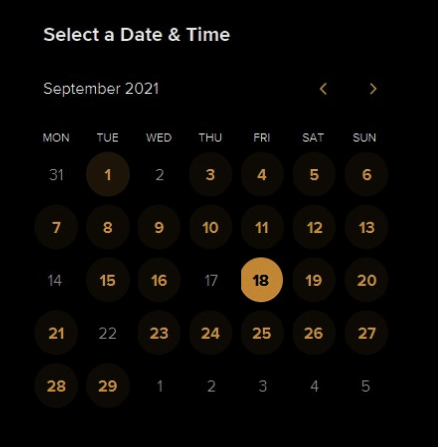 Select a Date & Time
September 2021 < >
MON TUE WED THU FRI SAT SUN
31 1 2 3 4 5 6
7 8 9 10 11 12 13
14 15 16 17 18 19 20
21 22 23 24 25 26 27
28 29 1 2 3 4 5